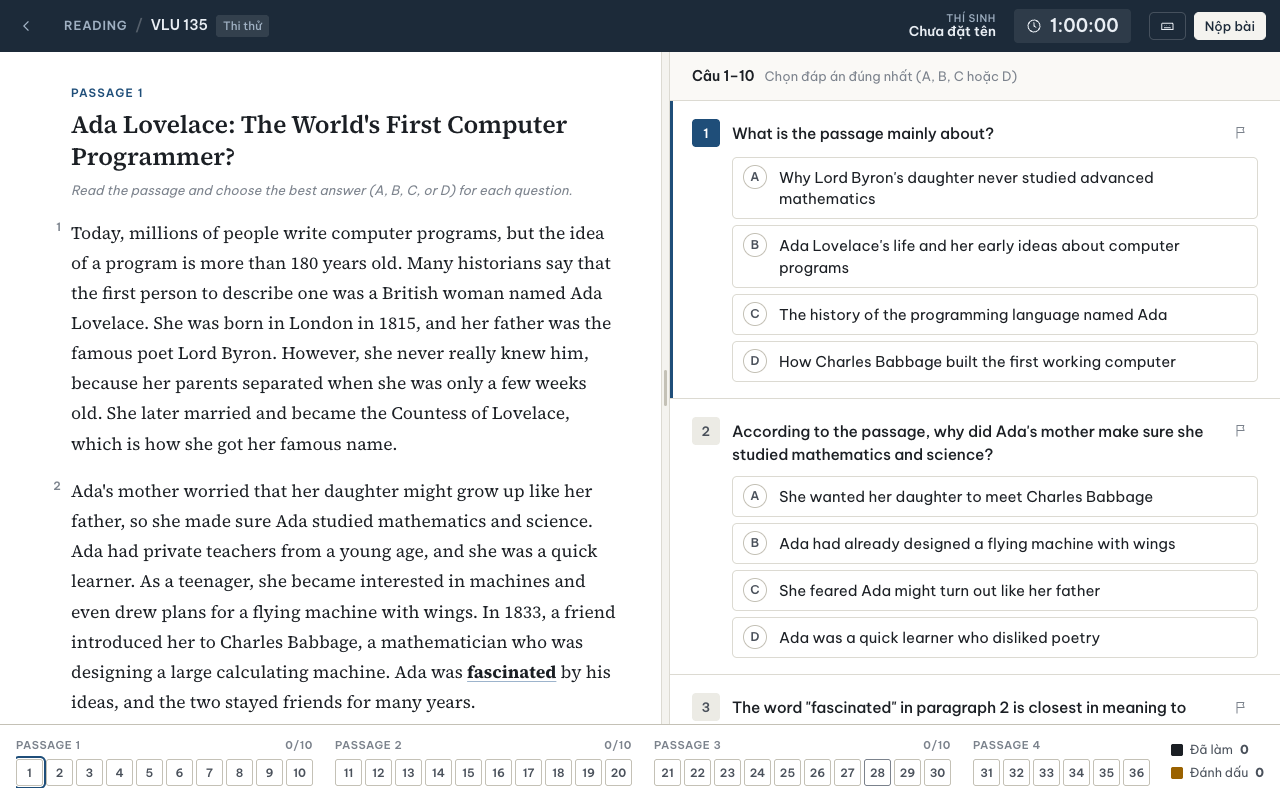 READING / VLU 135 Thi thử
THÍ SINH
Chưa đặt tên
1:00:00
Nộp bài
PASSAGE 1
Ada Lovelace: The World's First Computer
Programmer?
Read the passage and choose the best answer (A, B, C, or D) for each question.
1 Today, millions of people write computer programs, but the idea
of a program is more than 180 years old. Many historians say that
the first person to describe one was a British woman named Ada
Lovelace. She was born in London in 1815, and her father was the
famous poet Lord Byron. However, she never really knew him,
because her parents separated when she was only a few weeks
old. She later married and became the Countess of Lovelace,
which is how she got her famous name.
2 Ada's mother worried that her daughter might grow up like her
father, so she made sure Ada studied mathematics and science.
Ada had private teachers from a young age, and she was a quick
learner. As a teenager, she became interested in machines and
even drew plans for a flying machine with wings. In 1833, a friend
introduced her to Charles Babbage, a mathematician who was
designing a large calculating machine. Ada was fascinated by his
ideas, and the two stayed friends for many years.
Câu 1–10 Chọn đáp án đúng nhất (A, B, C hoặc D)
1 What is the passage mainly about?
A Why Lord Byron's daughter never studied advanced
mathematics
B Ada Lovelace's life and her early ideas about computer
programs
C The history of the programming language named Ada
D How Charles Babbage built the first working computer
2 According to the passage, why did Ada's mother make sure she
studied mathematics and science?
A She wanted her daughter to meet Charles Babbage
B Ada had already designed a flying machine with wings
C She feared Ada might turn out like her father
D Ada was a quick learner who disliked poetry
3 The word "fascinated" in paragraph 2 is closest in meaning to
PASSAGE 1 0/10
1 2 3 4 5 6 7 8 9 10
PASSAGE 2 0/10
11 12 13 14 15 16 17 18 19 20
PASSAGE 3 0/10
21 22 23 24 25 26 27 28 29 30
PASSAGE 4
31 32 33 34 35 36
Đã làm 0
Đánh dấu 0